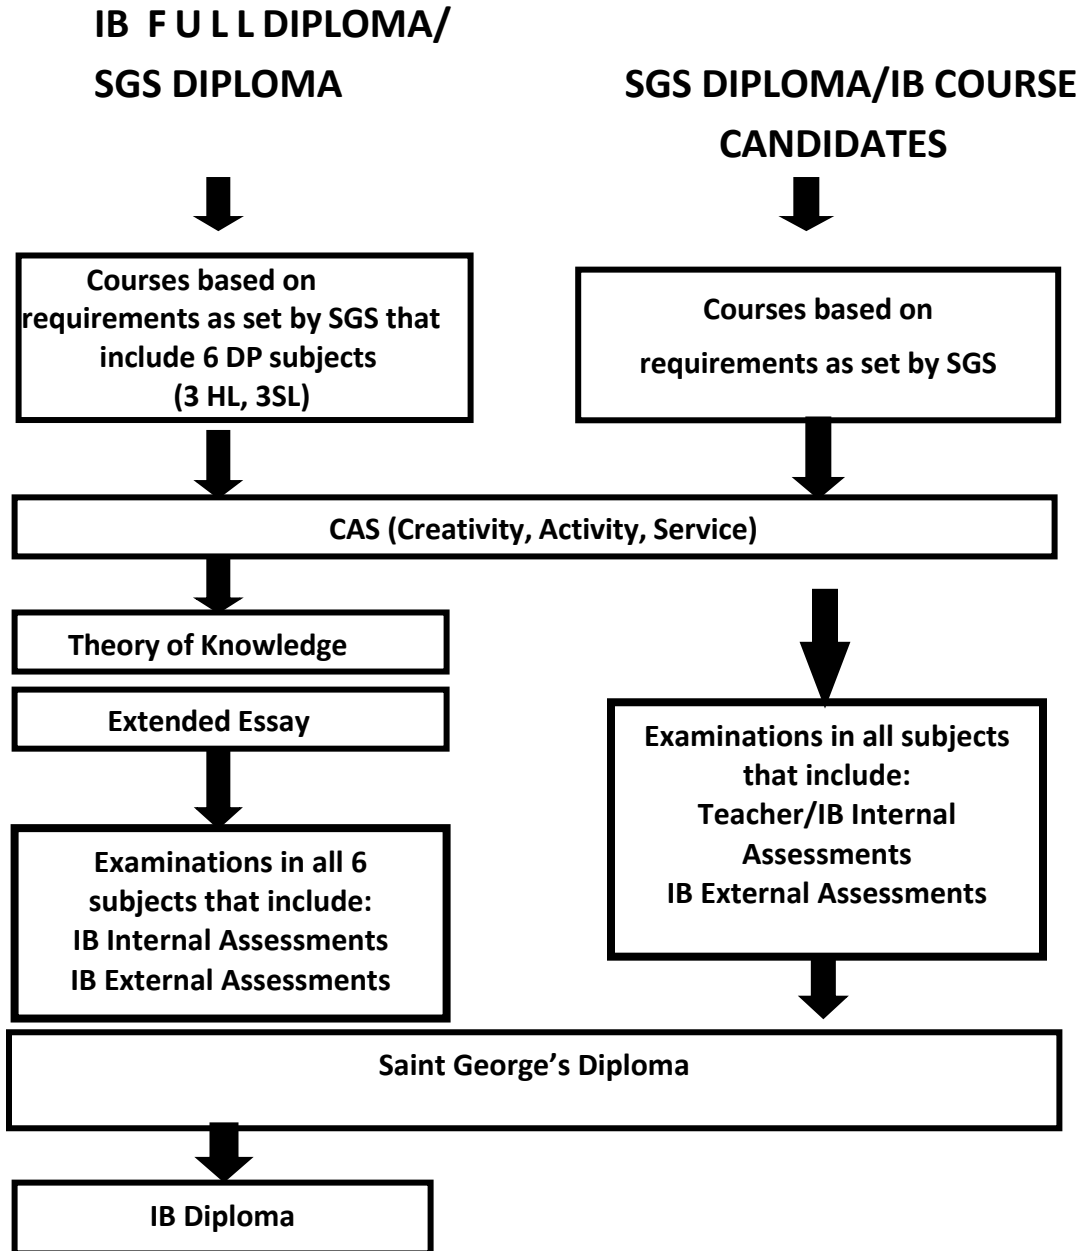 IB F U L L DIPLOMA/
SGS DIPLOMA
SGS DIPLOMA/IB COURSE
CANDIDATES
Courses based on
requirements as set by SGS that
include 6 DP subjects
(3 HL, 3SL)
Courses based on
requirements as set by SGS
CAS (Creativity, Activity, Service)
Theory of Knowledge
Extended Essay
Examinations in all 6
subjects that include:
IB Internal Assessments
IB External Assessments
Examinations in all subjects
that include:
Teacher/IB Internal
Assessments
IB External Assessments
Saint George’s Diploma
IB Diploma